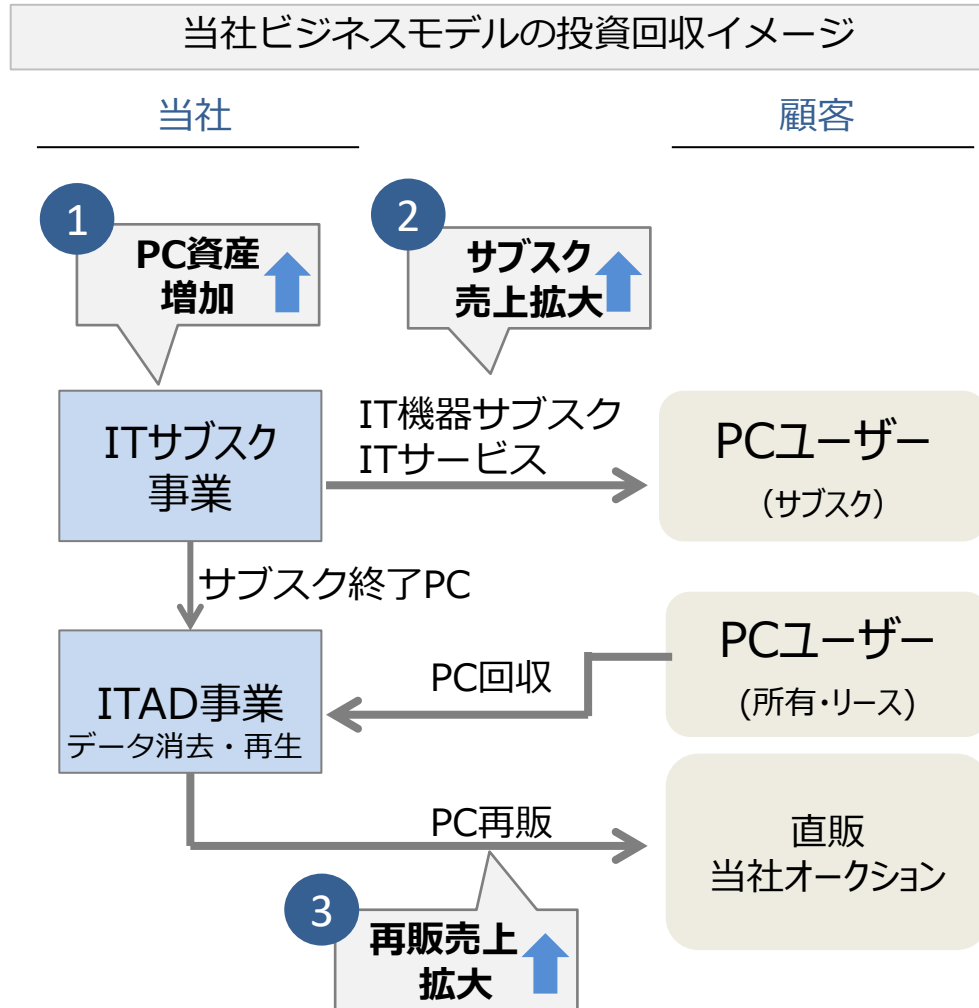 当社ビジネスモデルの投資回収イメージ
当社
顧客
1
PC資産
増加
2
サブスク
売上拡大
ITサブスク
事業
IT機器サブスク
ITサービス
PCユーザー
(サブスク)
サブスク終了PC
ITAD事業
データ消去・再生
PC回収
PCユーザー
(所有・リース)
PC再販
直販
当社オークション
3
再販売上
拡大